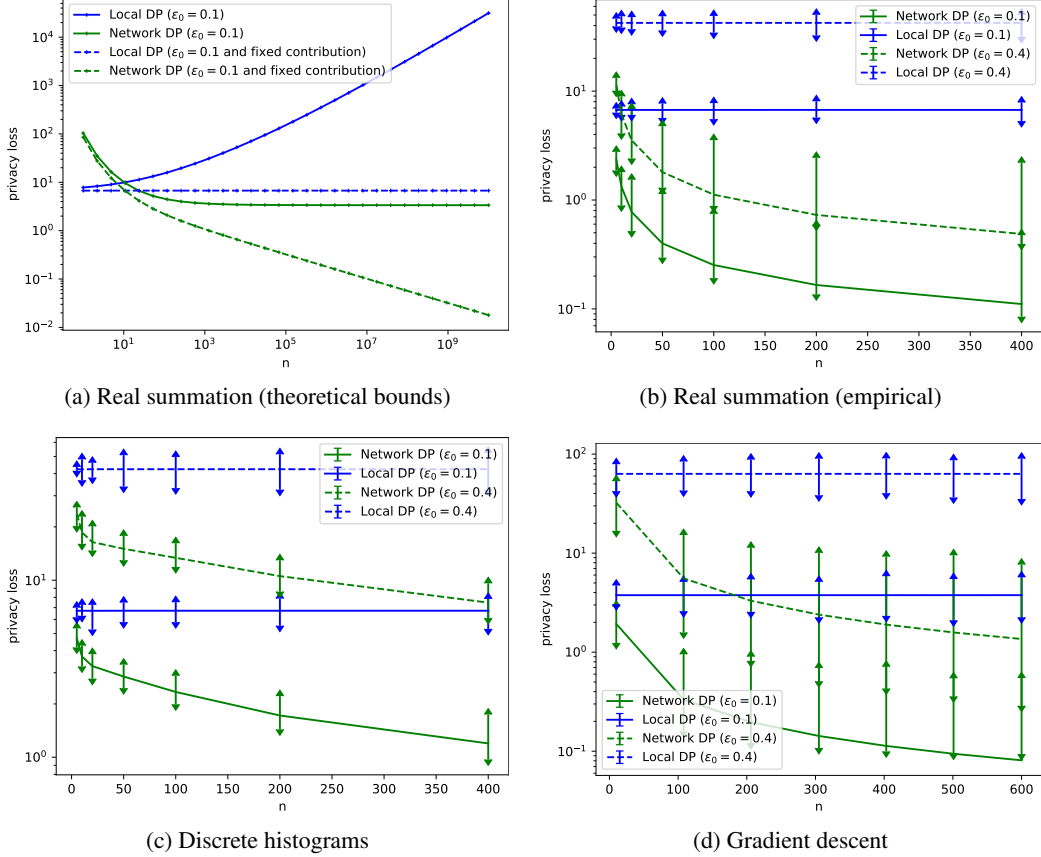 Local DP (ε₀ = 0.1)
Network DP (ε₀ = 0.1)
Local DP (ε₀ = 0.1 and fixed contribution)
Network DP (ε₀ = 0.1 and fixed contribution)
privacy loss
10⁴
10³
10²
10¹
10⁰
10⁻¹
10⁻²
10¹ 10³ 10⁵ 10⁷ 10⁹
n
(a) Real summation (theoretical bounds)
Network DP (ε₀ = 0.1)
Local DP (ε₀ = 0.1)
Network DP (ε₀ = 0.4)
Local DP (ε₀ = 0.4)
privacy loss
10¹
10⁰
10⁻¹
0 50 100 150 200 250 300 350 400
n
(b) Real summation (empirical)
Network DP (ε₀ = 0.1)
Local DP (ε₀ = 0.1)
Network DP (ε₀ = 0.4)
Local DP (ε₀ = 0.4)
privacy loss
10¹
10⁰
0 50 100 150 200 250 300 350 400
n
(c) Discrete histograms
privacy loss
10²
10¹
10⁰
10⁻¹
Network DP (ε₀ = 0.1)
Local DP (ε₀ = 0.1)
Network DP (ε₀ = 0.4)
Local DP (ε₀ = 0.4)
0 100 200 300 400 500 600
n
(d) Gradient descent